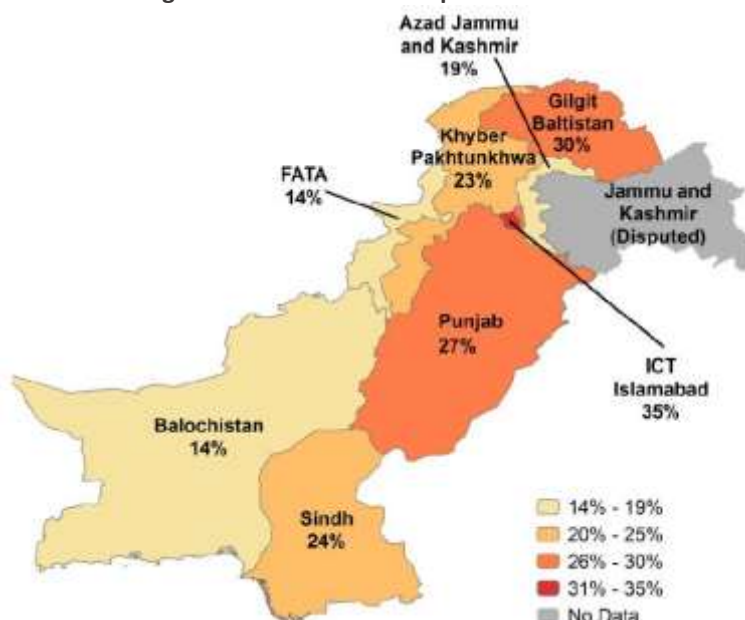 Azad Jammu
and Kashmir
19%
Gilgit
Baltistan
30%
Khyber
Pakhtunkhwa
23%
FATA
14%
Jammu and
Kashmir
(Disputed)
Punjab
27%
ICT
Islamabad
35%
Balochistan
14%
Sindh
24%
14% - 19%
20% - 25%
26% - 30%
31% - 35%
No Data